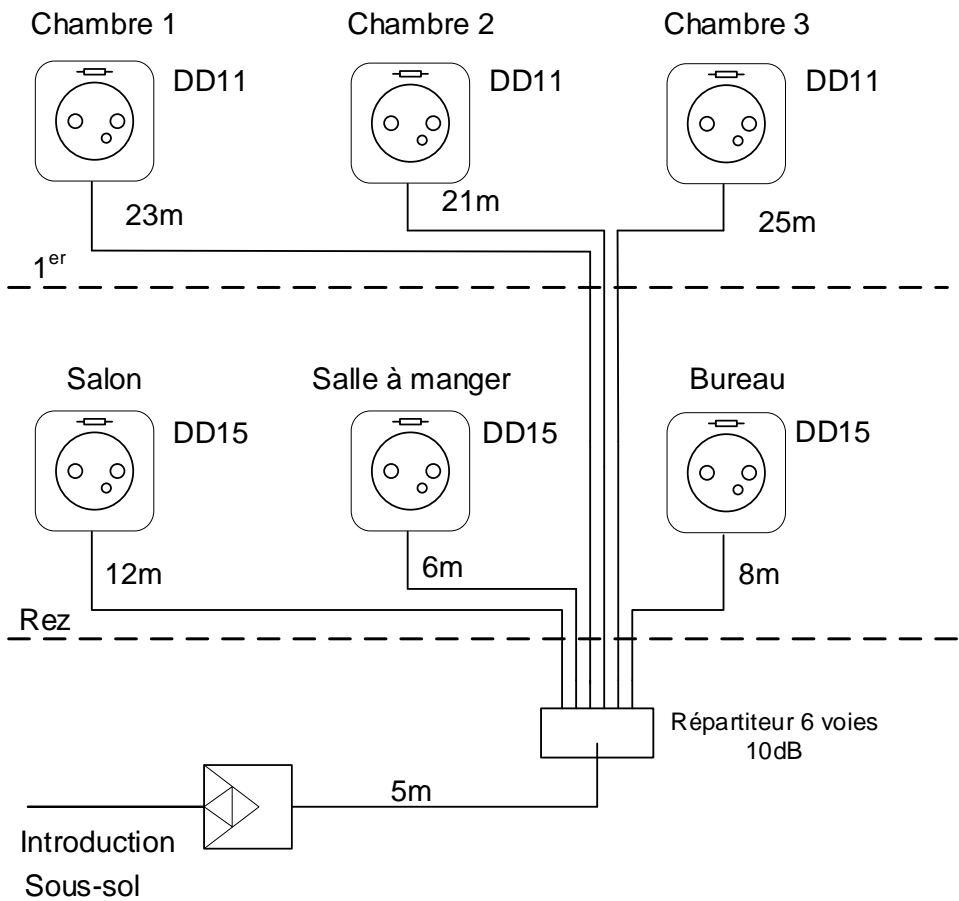 Chambre 1
Chambre 2
Chambre 3
DD11
DD11
DD11
23m
21m
25m
1er
Salon
Salle à manger
Bureau
DD15
DD15
DD15
12m
6m
8m
Rez
Répartiteur 6 voies
10dB
5m
Introduction
Sous-sol